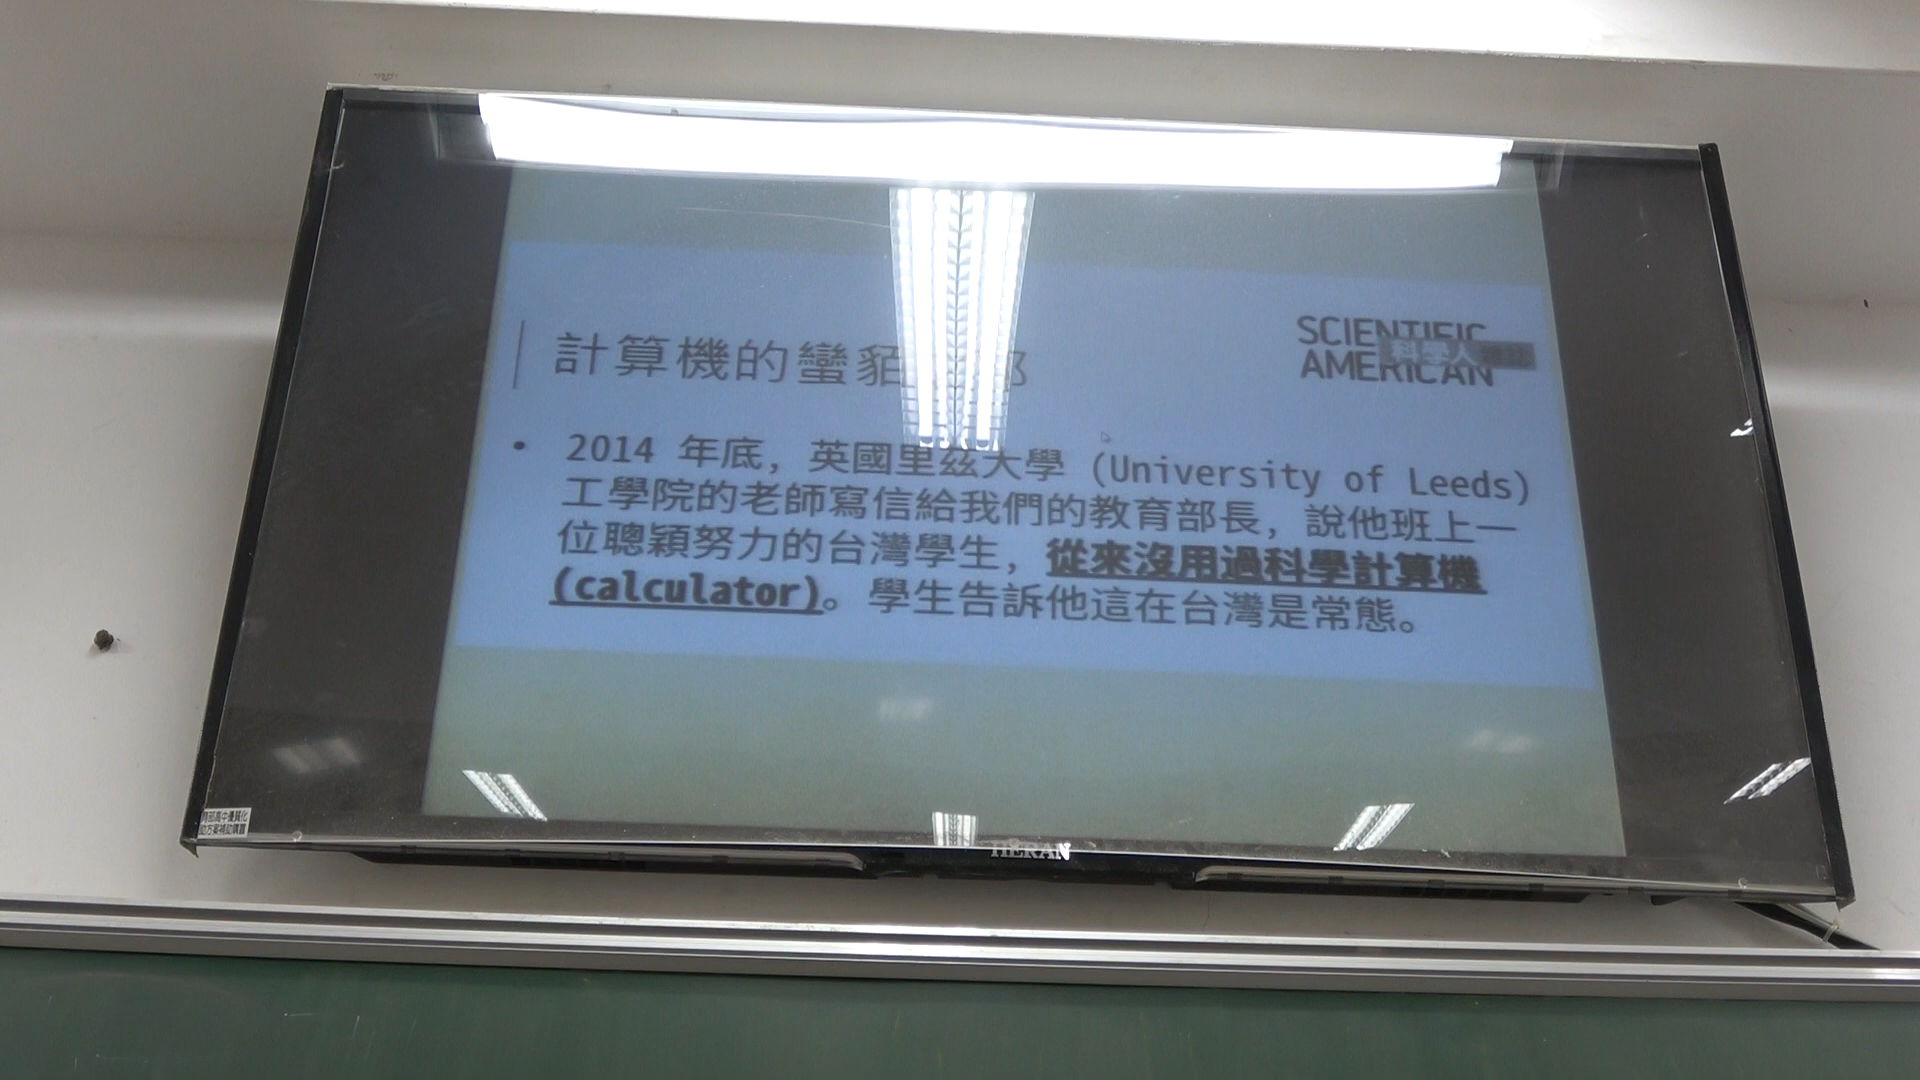 計算機的蠻貊
SCIENTIFIC
AMERICAN
科學人
• 2014 年底，英國里茲大學 (University of Leeds)
工學院的老師寫信給我們的教育部長，說他班上一
位聰穎努力的台灣學生，從來沒用過科學計算機
(calculator)。學生告訴他這在台灣是常態。
HERAN